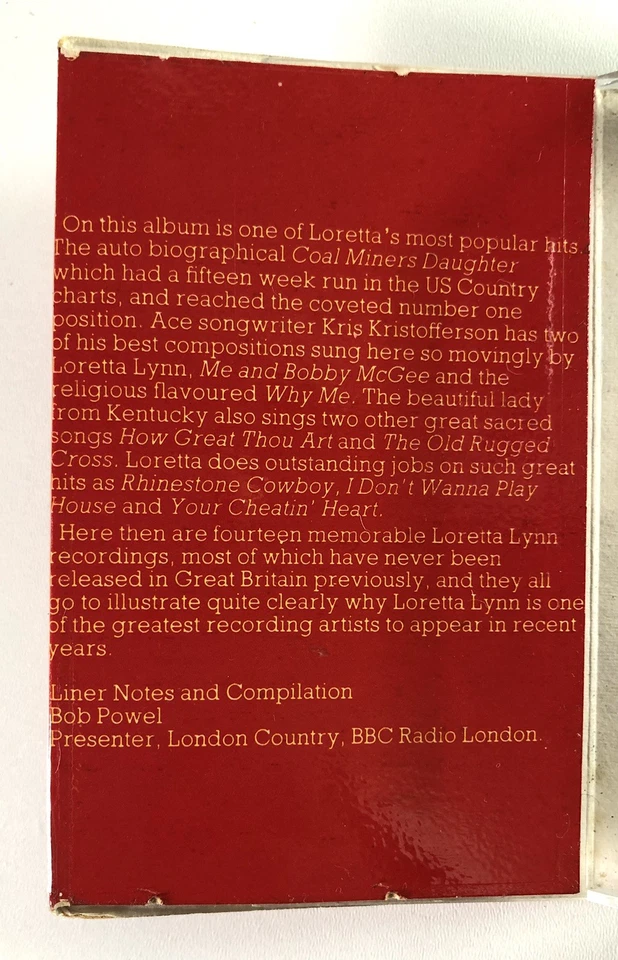 On this album is one of Loretta's most popular hits.
The auto biographical Coal Miners Daughter
which had a fifteen week run in the US Country
charts, and reached the coveted number one
position. Ace songwriter Kris Kristofferson has two
of his best compositions sung here so movingly by
Loretta Lynn, Me and Bobby McGee and the
religious flavoured Why Me. The beautiful lady
from Kentucky also sings two other great sacred
songs How Great Thou Art and The Old Rugged
Cross. Loretta does outstanding jobs on such great
hits as Rhinestone Cowboy, I Don't Wanna Play
House and Your Cheatin' Heart.
Here then are fourteen memorable Loretta Lynn
recordings, most of which have never been
released in Great Britain previously, and they all
go to illustrate quite clearly why Loretta Lynn is one
of the greatest recording artists to appear in recent
years.
Liner Notes and Compilation
Bob Powel
Presenter, London Country, BBC Radio London.